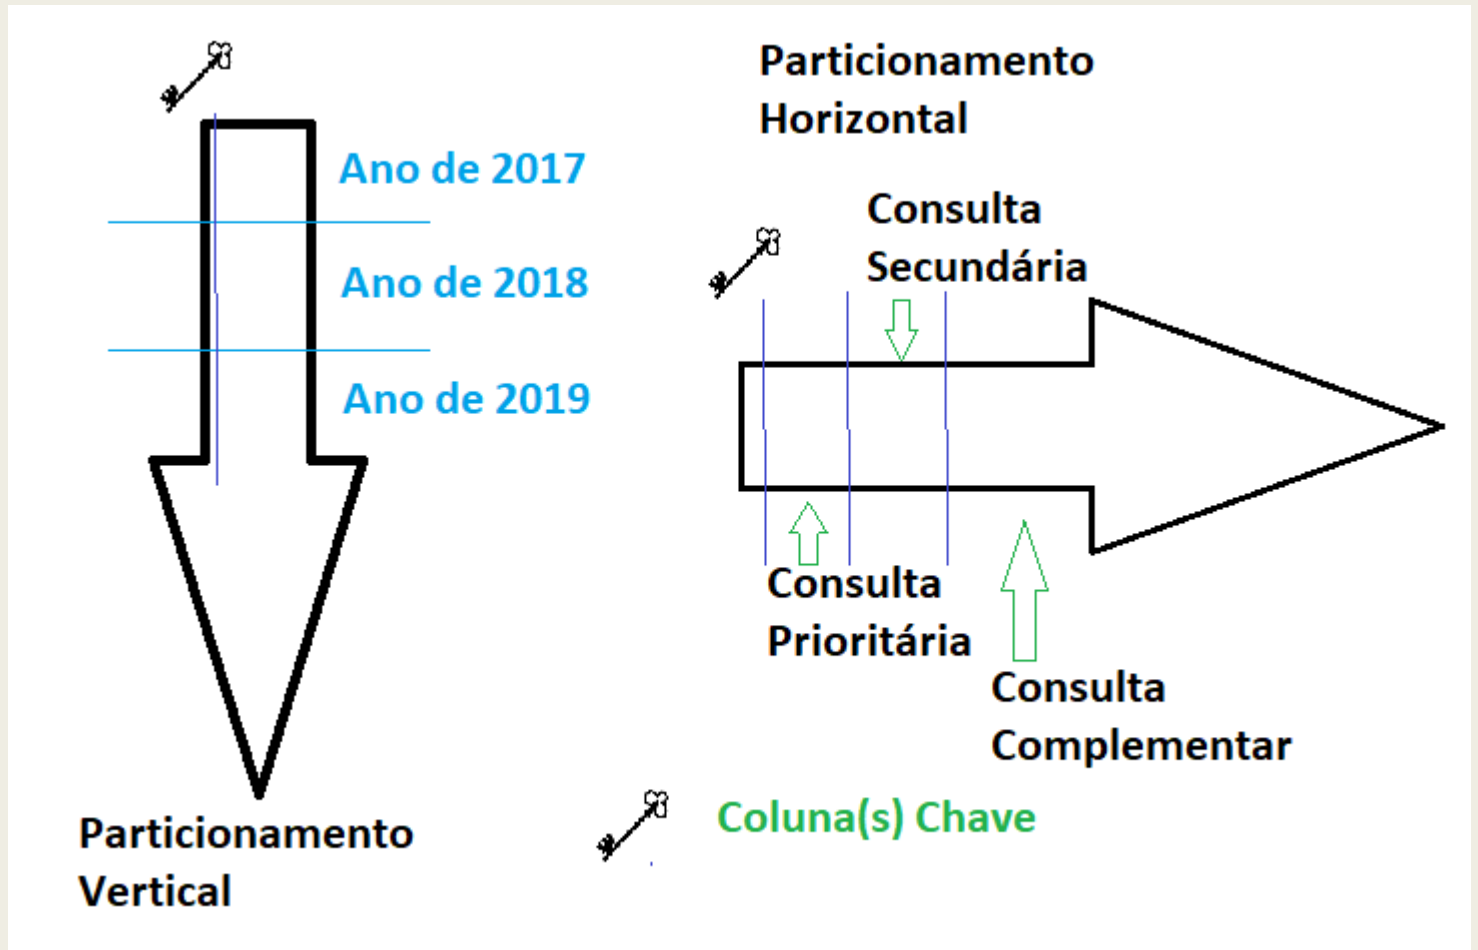 Ano de 2017
Ano de 2018
Ano de 2019
Particionamento
Vertical
Particionamento
Horizontal
Consulta
Secundária
Consulta
Prioritária
Consulta
Complementar
Coluna(s) Chave